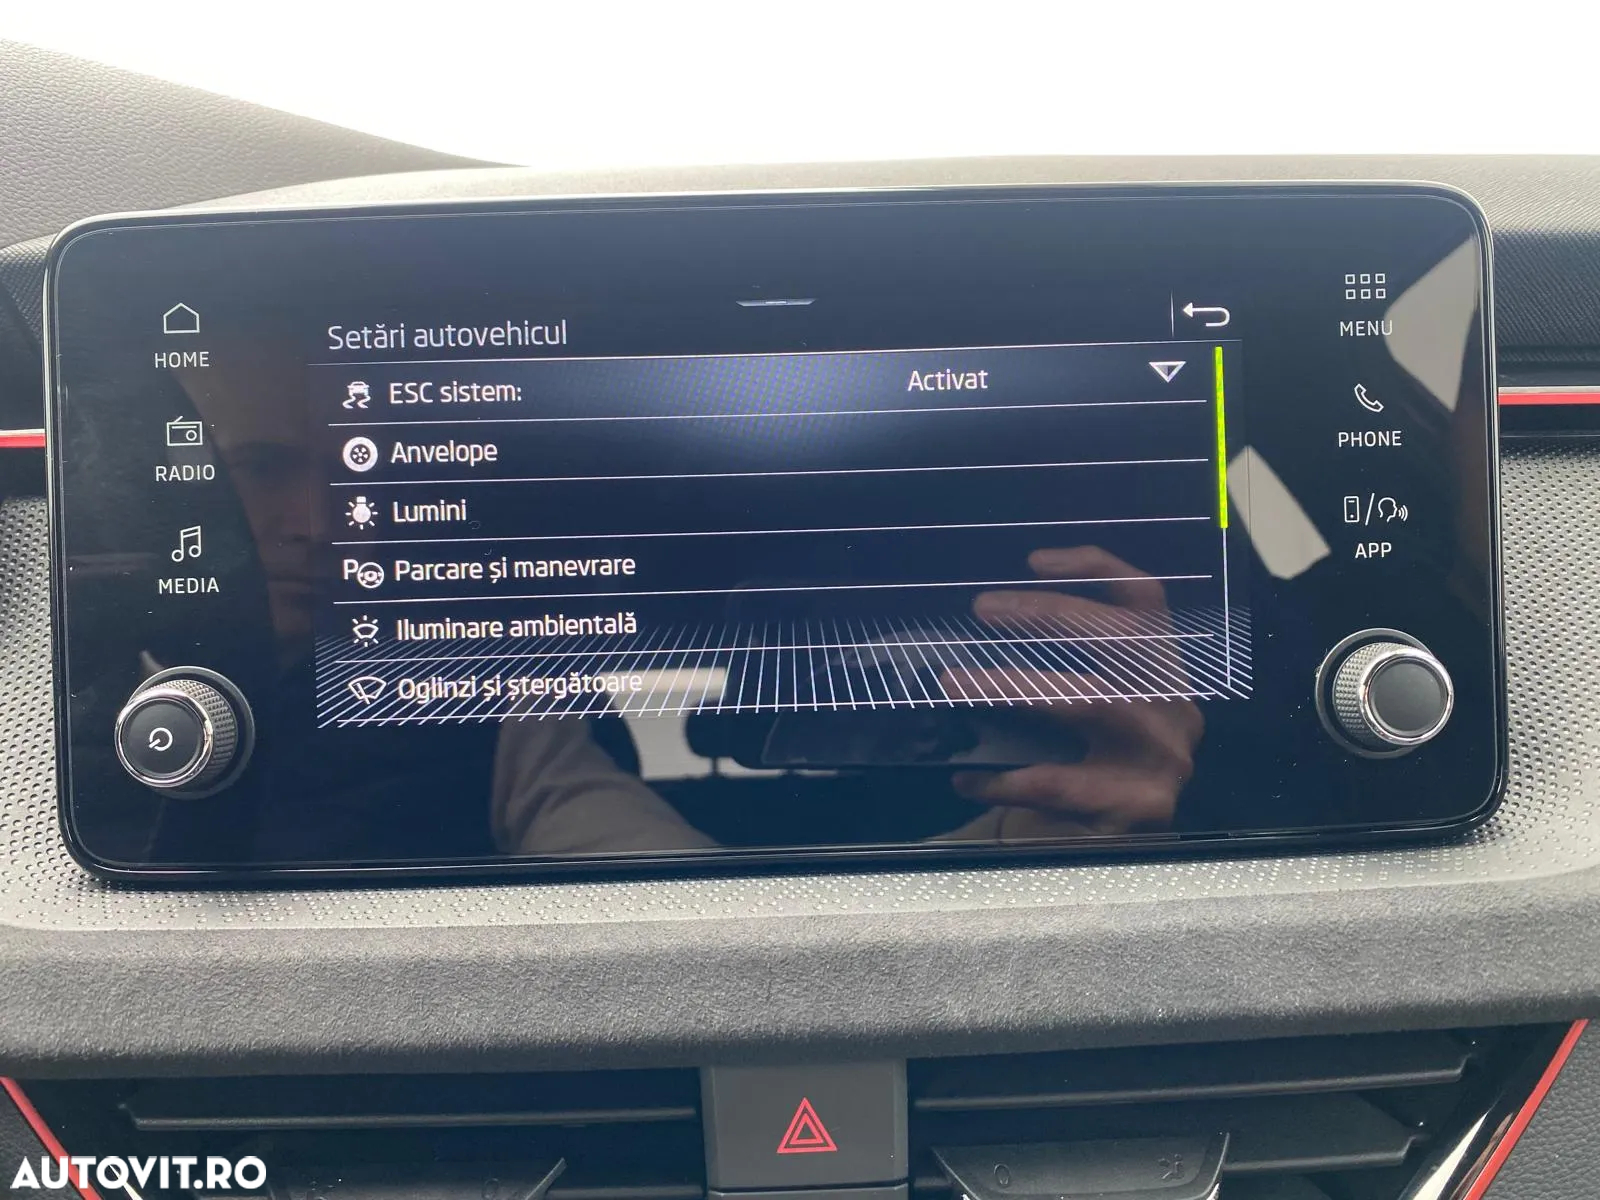 HOME
RADIO
MEDIA
Setări autovehicul
ESC sistem: Activat
Anvelope
Lumini
Parcare și manevrare
Iluminare ambientală
Oglinzi și ștergătoare
MENU
PHONE
APP
AUTOVIT.RO